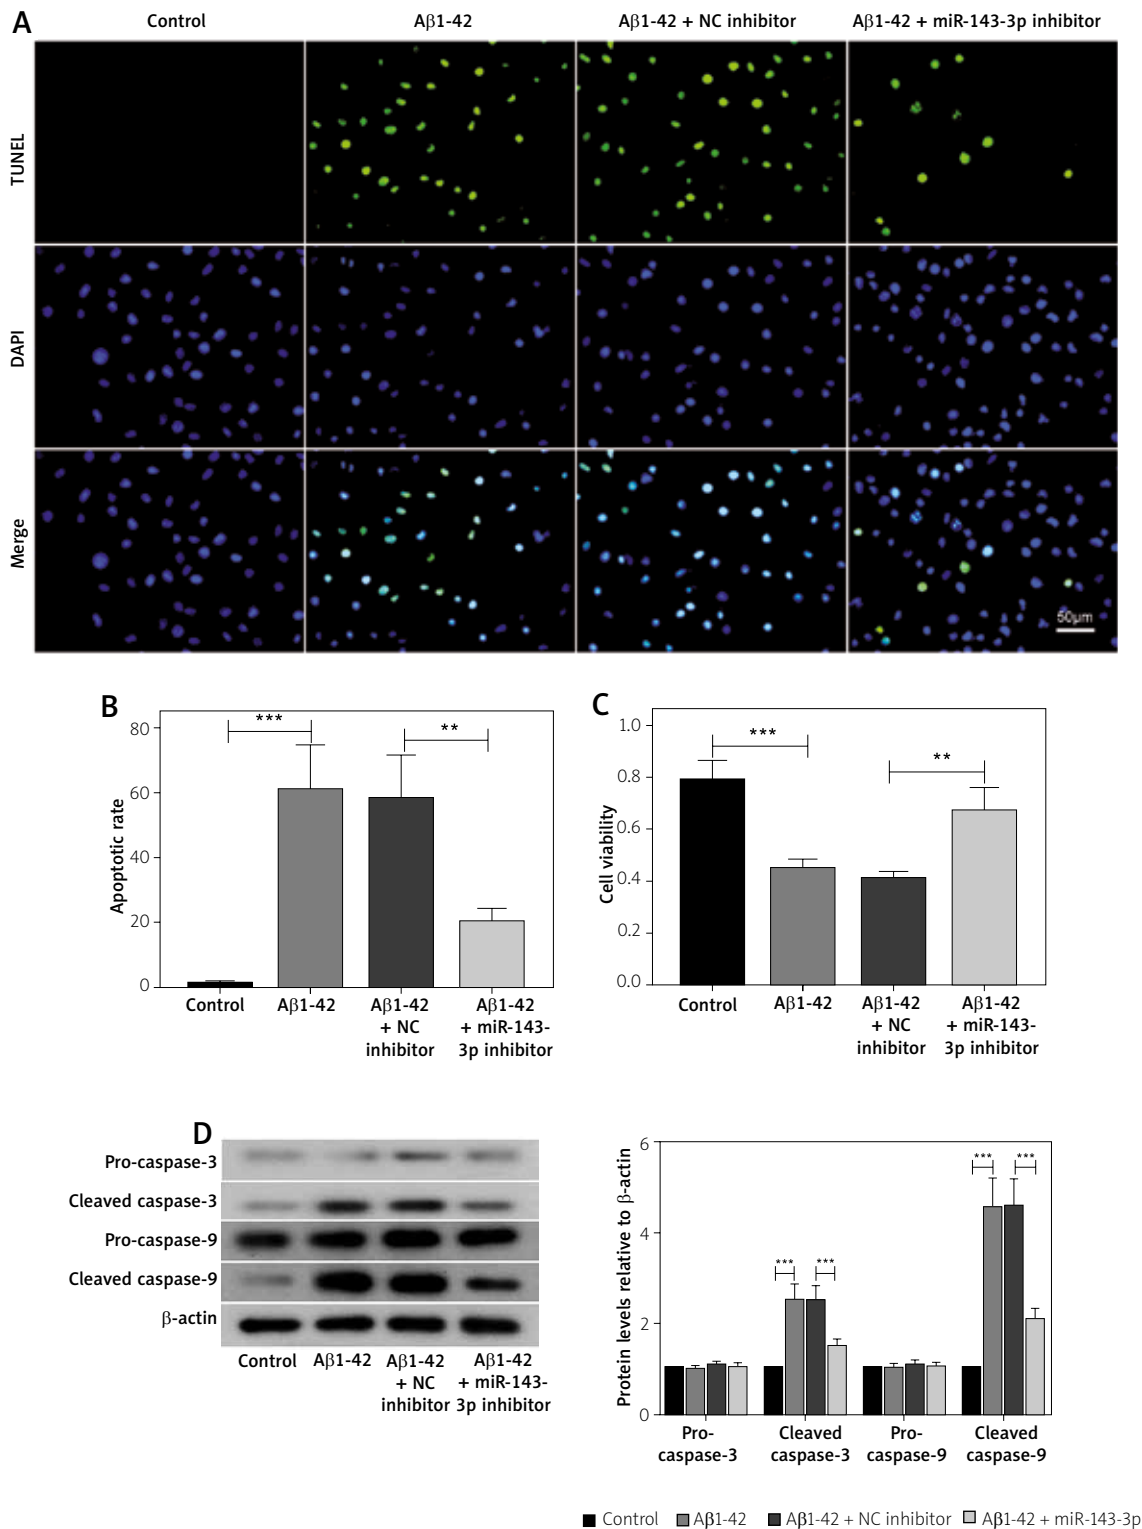 A
Control
Aβ1-42
Aβ1-42 + NC inhibitor
Aβ1-42 + miR-143-3p inhibitor
TUNEL
DAPI
Merge
50μm
B
Apoptotic rate
80
60
40
20
0
***
**
Control
Aβ1-42
Aβ1-42
+ NC
inhibitor
Aβ1-42
+ miR-143-
3p inhibitor
C
Cell viability
1.0
0.8
0.6
0.4
0.2
0.0
***
**
Control
Aβ1-42
Aβ1-42
+ NC
inhibitor
Aβ1-42
+ miR-143-
3p inhibitor
D
Pro-caspase-3
Cleaved caspase-3
Pro-caspase-9
Cleaved caspase-9
β-actin
Control
Aβ1-42
Aβ1-42
+ NC
inhibitor
Aβ1-42
+ miR-143-
3p inhibitor
Protein levels relative to β-actin
6
4
2
0
***
***
***
***
Pro-
caspase-3
Cleaved
caspase-3
Pro-
caspase-9
Cleaved
caspase-9
Control
Aβ1-42
Aβ1-42 + NC inhibitor
Aβ1-42 + miR-143-3p